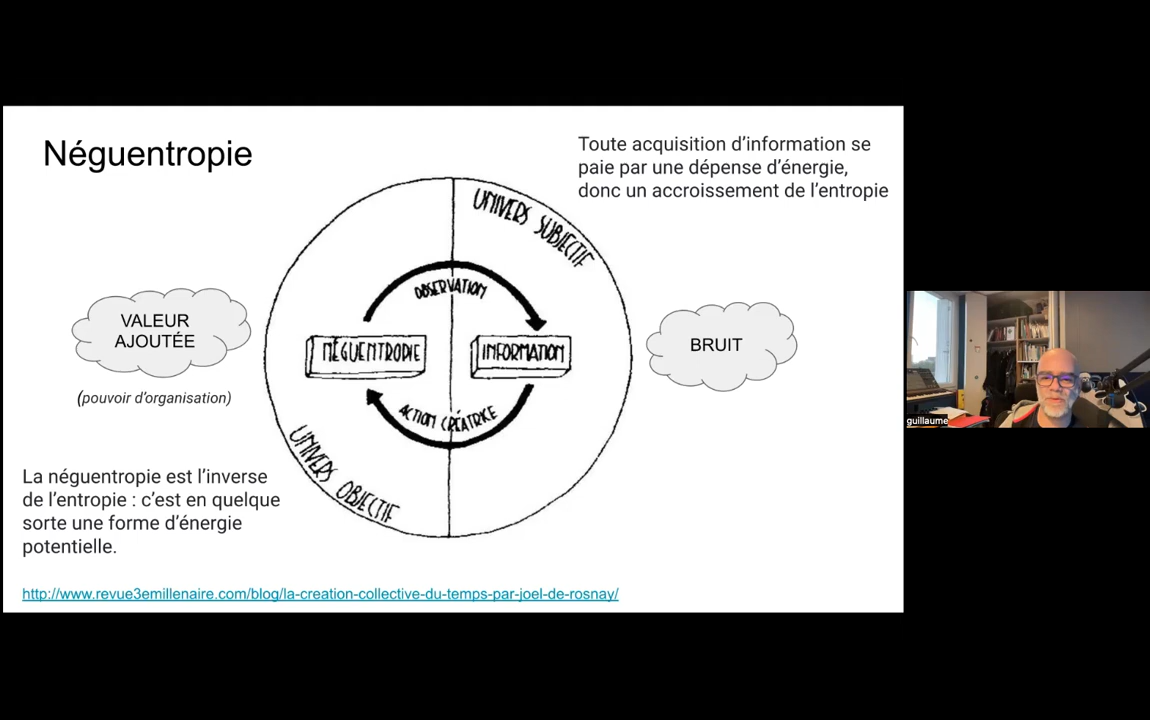 Néguentropie
Toute acquisition d’information se
paie par une dépense d’énergie,
donc un accroissement de l’entropie
UNIVERS SUBJECTIF
OBSERVATION
VALEUR
AJOUTÉE
(pouvoir d’organisation)
NÉGUENTROPIE
INFORMATION
BRUIT
ACTION CRÉATRICE
UNIVERS OBJECTIF
La néguentropie est l’inverse
de l’entropie : c’est en quelque
sorte une forme d’énergie
potentielle.
http://www.revue3emillenaire.com/blog/la-creation-collective-du-temps-par-joel-de-rosnay/
guillaume